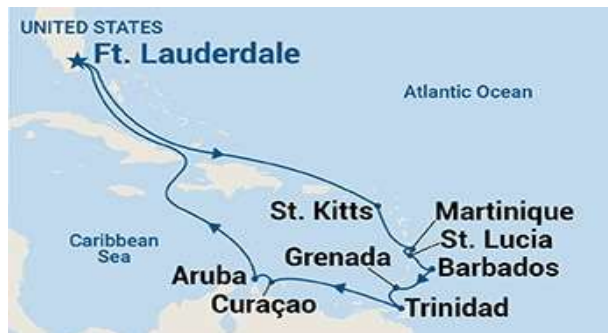 UNITED STATES
Ft. Lauderdale
Atlantic Ocean
St. Kitts
Martinique
St. Lucia
Barbados
Caribbean
Sea
Grenada
Aruba
Curaçao
Trinidad